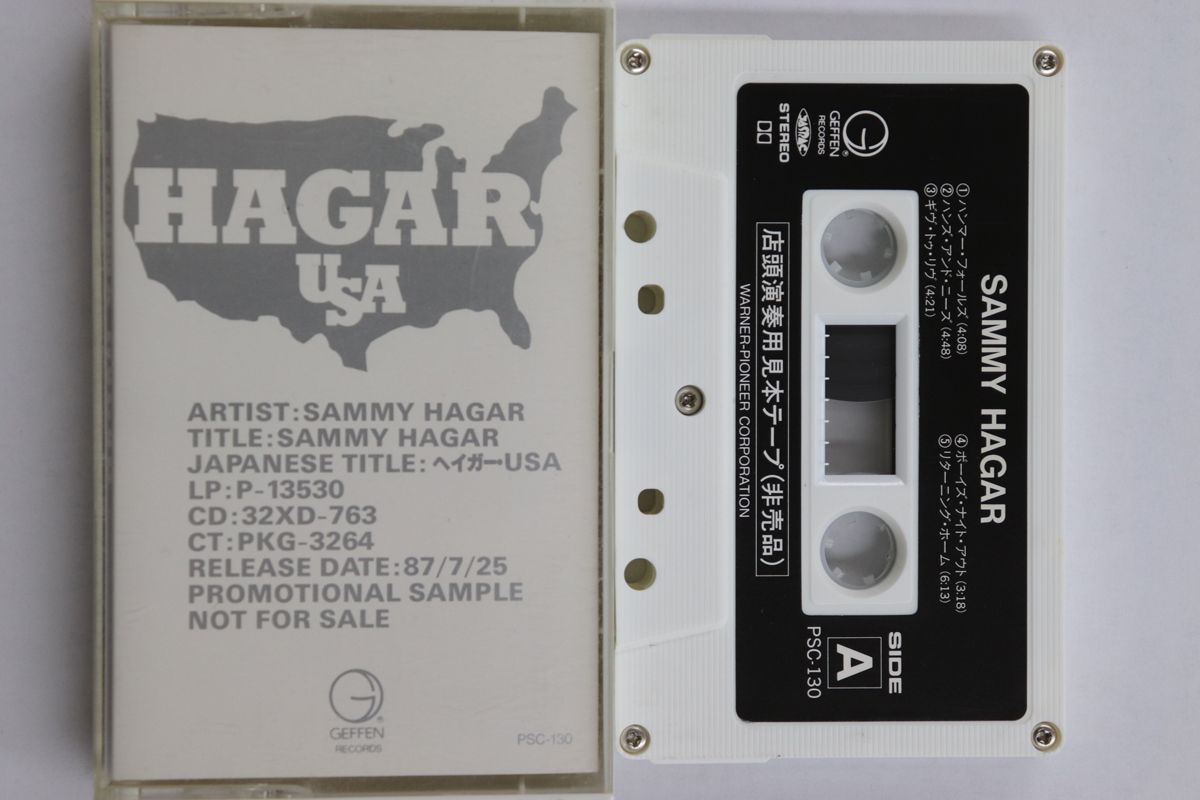 HAGAR
USA
ARTIST:SAMMY HAGAR
TITLE:SAMMY HAGAR
JAPANESE TITLE:ヘイガー・USA
LP:P-13530
CD:32XD-763
CT:PKG-3264
RELEASE DATE:87/7/25
PROMOTIONAL SAMPLE
NOT FOR SALE
GEFFEN
RECORDS
PSC-130
GEFFEN
RECORDS
STEREO
SAMMY HAGAR
①ハンマー・フォールズ(4:08)
②ハンズ・アンド・ニーズ(4:48)
③ギヴ・トゥ・リヴ(4:21)
④ボーイズ・ナイト・アウト(3:18)
⑤リターニング・ホーム(6:13)
店頭演奏用見本テープ(非売品)
WARNER-PIONEER CORPORATION
SIDE
A
PSC-130